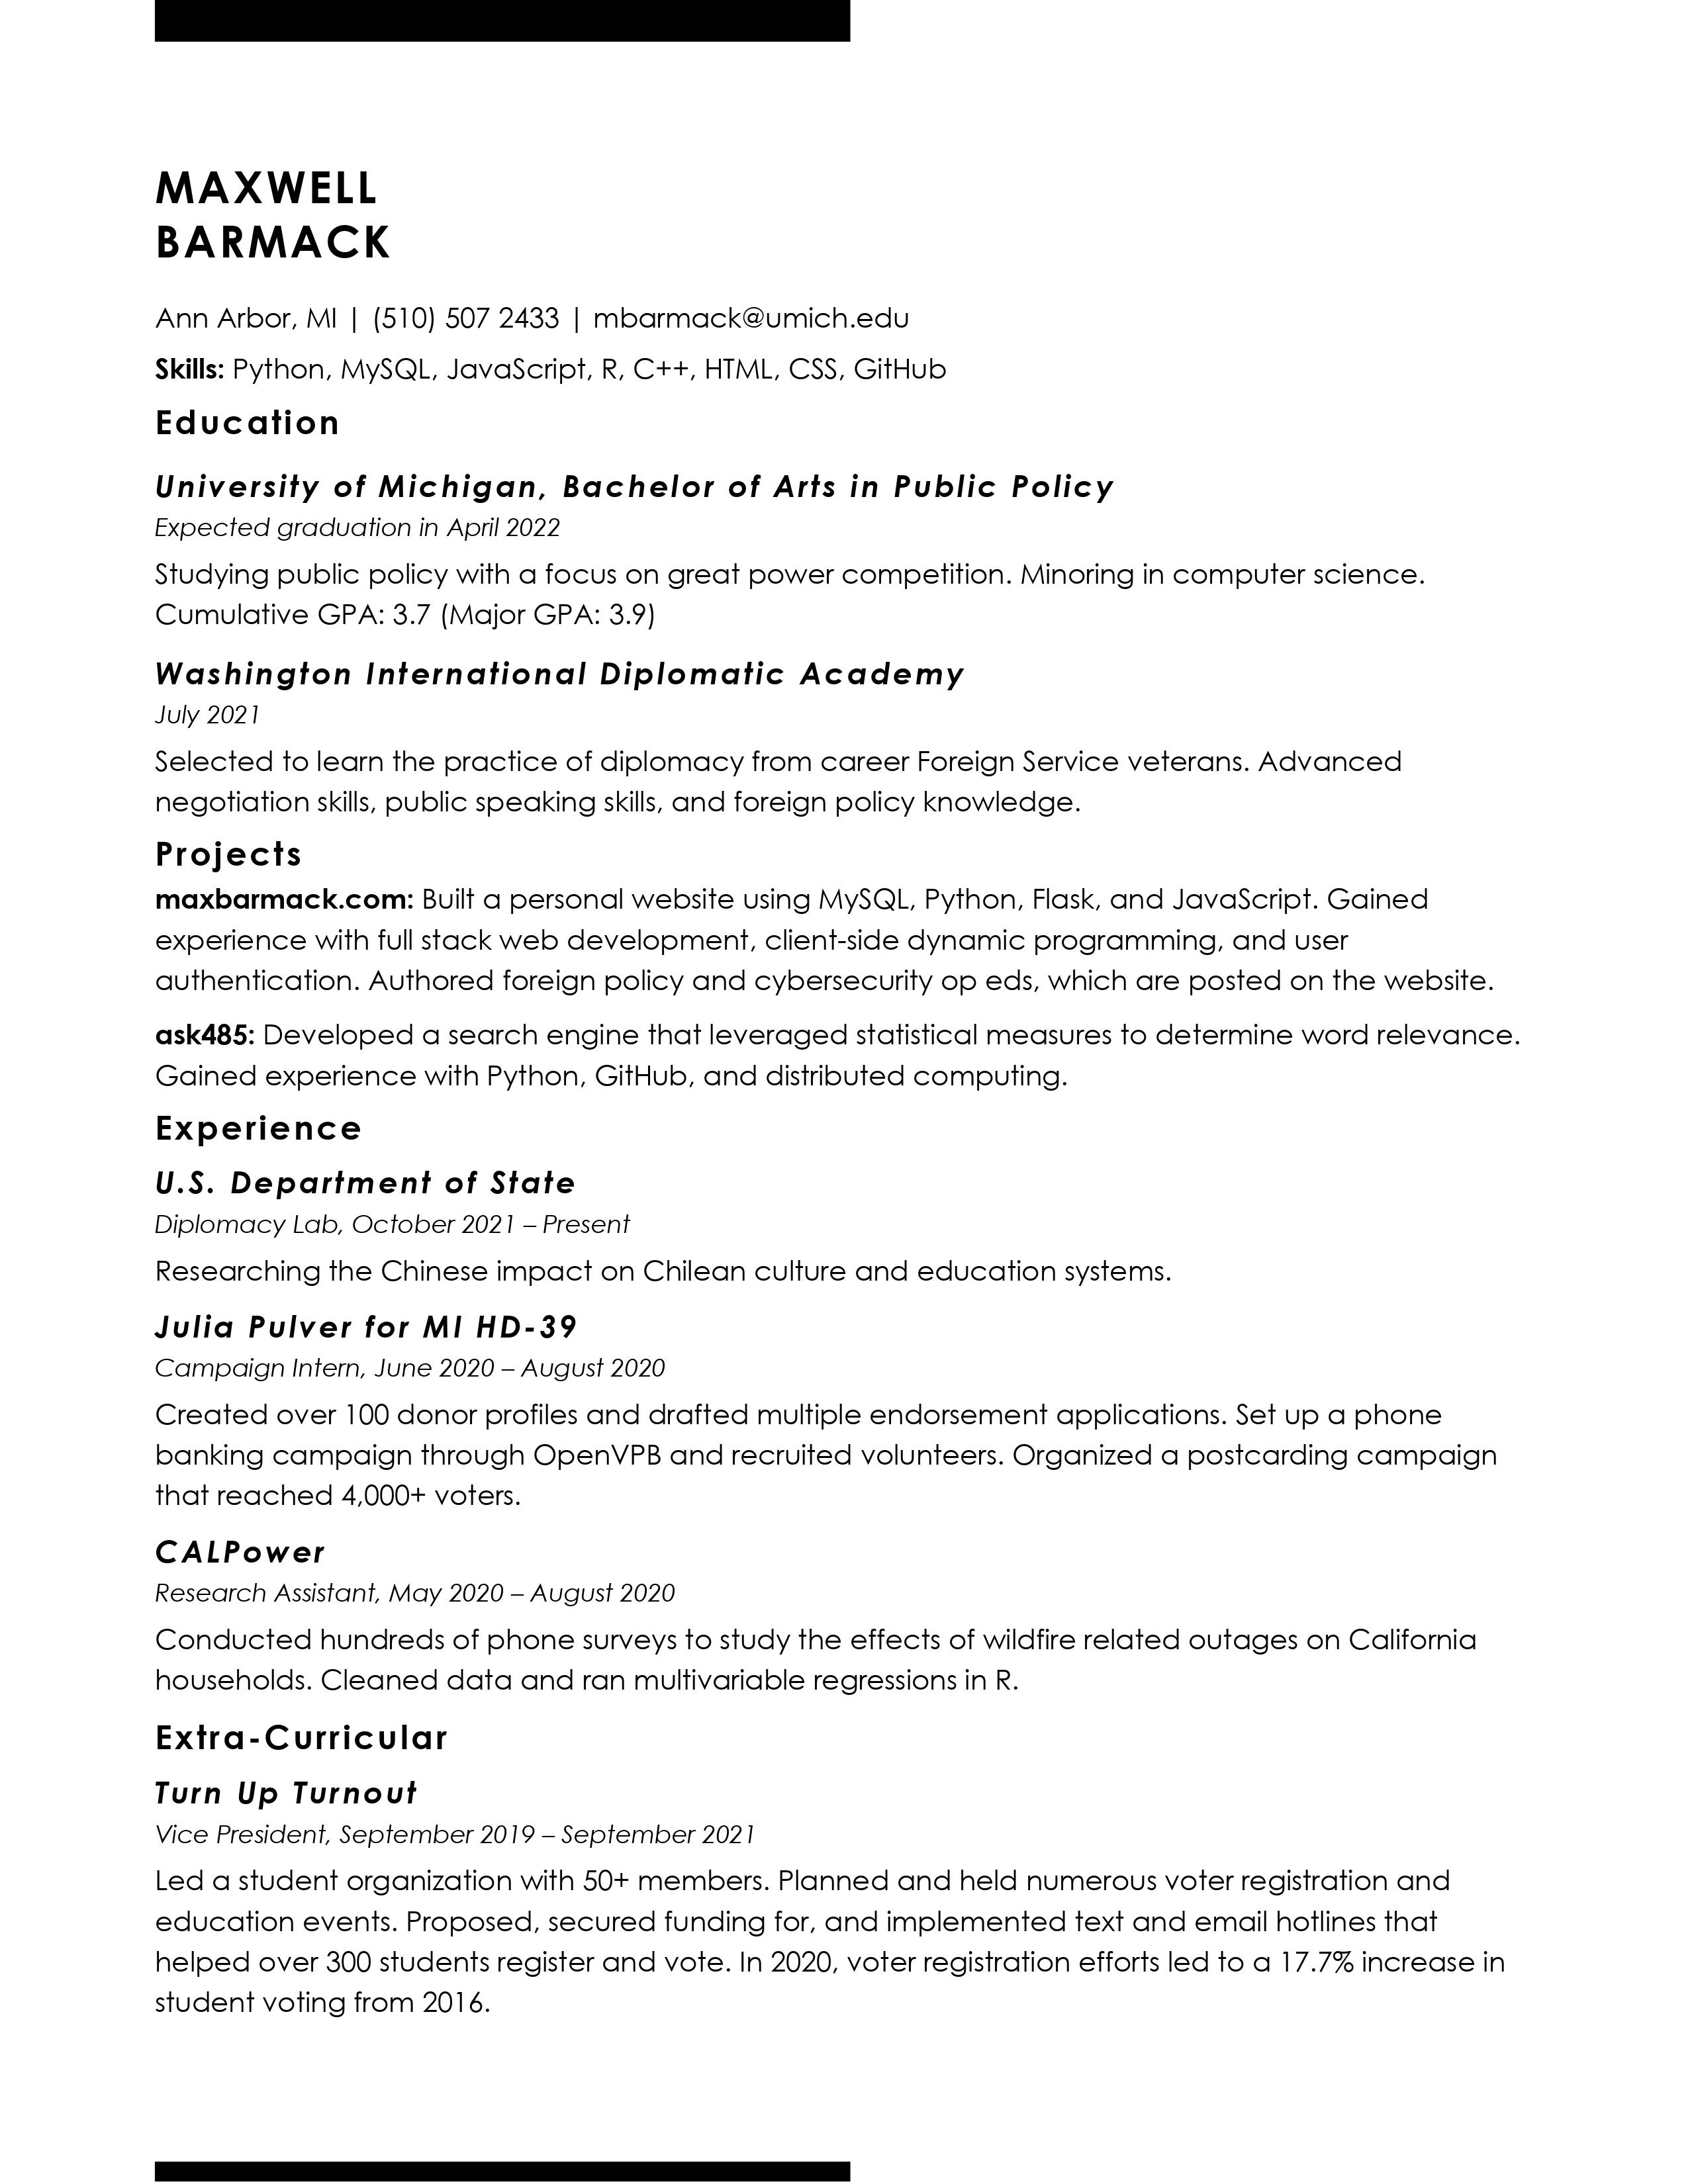 MAXWELL
BARMACK
Ann Arbor, MI | (510) 507 2433 | mbarmack@umich.edu
Skills: Python, MySQL, JavaScript, R, C++, HTML, CSS, GitHub
Education
University of Michigan, Bachelor of Arts in Public Policy
Expected graduation in April 2022
Studying public policy with a focus on great power competition. Minoring in computer science.
Cumulative GPA: 3.7 (Major GPA: 3.9)
Washington International Diplomatic Academy
July 2021
Selected to learn the practice of diplomacy from career Foreign Service veterans. Advanced
negotiation skills, public speaking skills, and foreign policy knowledge.
Projects
maxbarmack.com: Built a personal website using MySQL, Python, Flask, and JavaScript. Gained
experience with full stack web development, client-side dynamic programming, and user
authentication. Authored foreign policy and cybersecurity op eds, which are posted on the website.
ask485: Developed a search engine that leveraged statistical measures to determine word relevance.
Gained experience with Python, GitHub, and distributed computing.
Experience
U.S. Department of State
Diplomacy Lab, October 2021 – Present
Researching the Chinese impact on Chilean culture and education systems.
Julia Pulver for MI HD-39
Campaign Intern, June 2020 – August 2020
Created over 100 donor profiles and drafted multiple endorsement applications. Set up a phone
banking campaign through OpenVPB and recruited volunteers. Organized a postcarding campaign
that reached 4,000+ voters.
CALPower
Research Assistant, May 2020 – August 2020
Conducted hundreds of phone surveys to study the effects of wildfire related outages on California
households. Cleaned data and ran multivariable regressions in R.
Extra-Curricular
Turn Up Turnout
Vice President, September 2019 – September 2021
Led a student organization with 50+ members. Planned and held numerous voter registration and
education events. Proposed, secured funding for, and implemented text and email hotlines that
helped over 300 students register and vote. In 2020, voter registration efforts led to a 17.7% increase in
student voting from 2016.